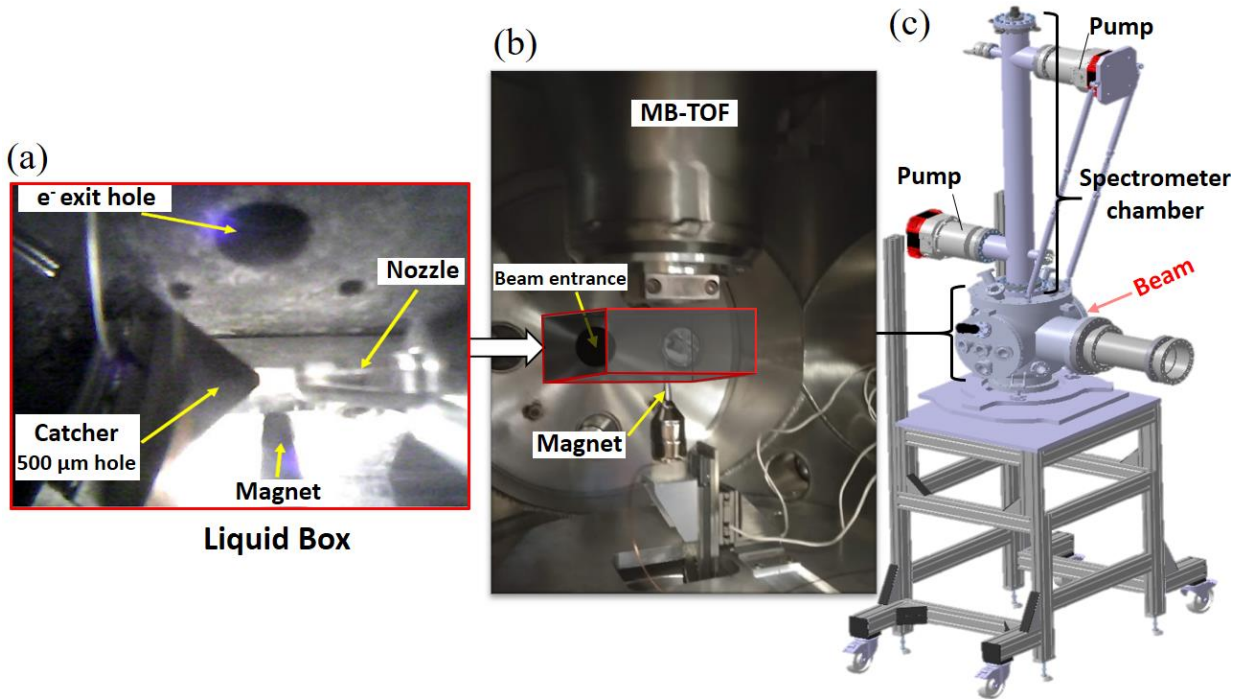 (a)
e⁻ exit hole
Nozzle
Catcher
500 µm hole
Magnet
Liquid Box
(b)
MB-TOF
Beam entrance
Magnet
(c)
Pump
Pump
Spectrometer
chamber
Beam